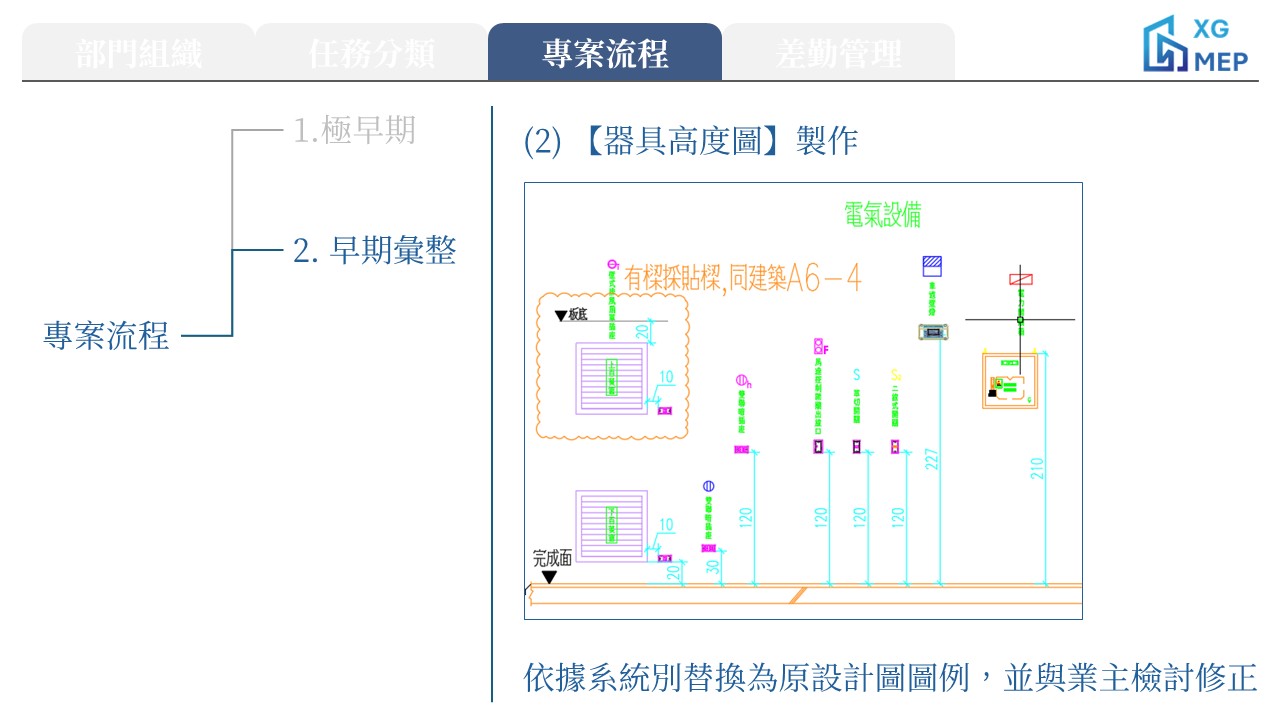 部門組織
任務分類
專案流程
差勤管理
XG
MEP
1.極早期
2. 早期彙整
專案流程
(2) 【器具高度圖】製作
電氣設備
有樑採貼樑,同建築A6-4
板底
20
10
T
h
F
S
227
210
120
120
120
120
30
20
10
完成面
依據系統別替換為原設計圖圖例，並與業主檢討修正